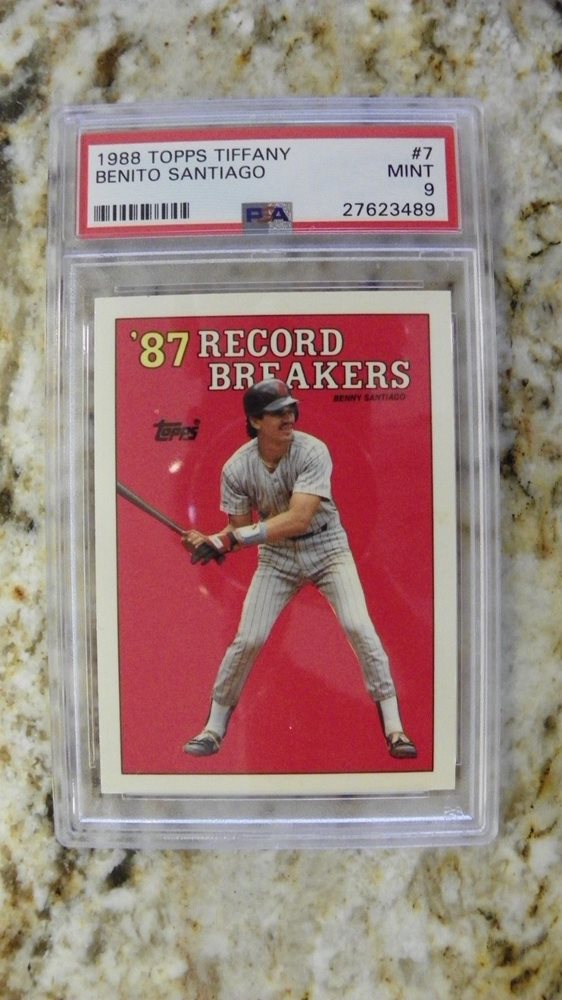 1988 TOPPS TIFFANY #7
BENITO SANTIAGO MINT
9
PSA 27623489
'87 RECORD
BREAKERS
BENNY SANTIAGO
TOPPS